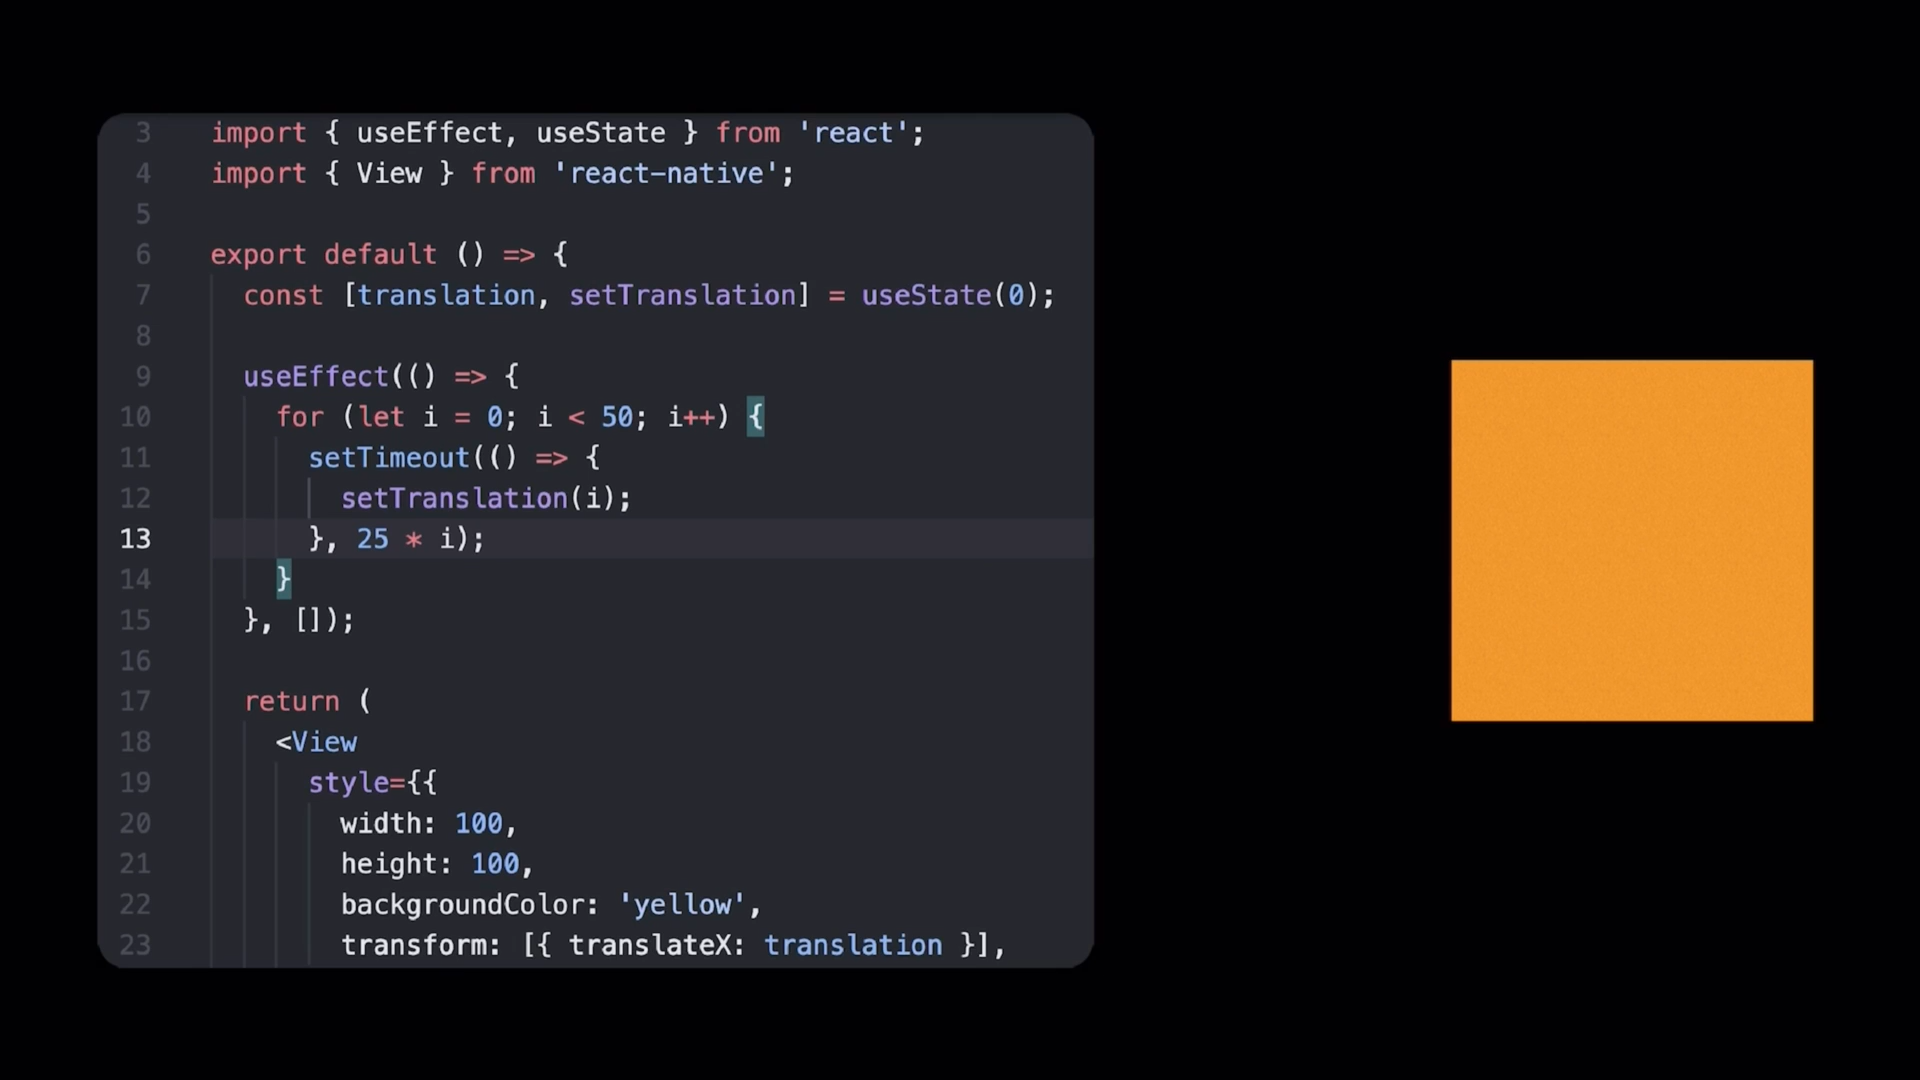 3 import { useEffect, useState } from 'react';
4 import { View } from 'react-native';
5
6 export default () => {
7 const [translation, setTranslation] = useState(0);
8
9 useEffect(() => {
10 for (let i = 0; i < 50; i++) {
11 setTimeout(() => {
12 setTranslation(i);
13 }, 25 * i);
14 }
15 }, []);
16
17 return (
18 <View
19 style={{
20 width: 100,
21 height: 100,
22 backgroundColor: 'yellow',
23 transform: [{ translateX: translation }],